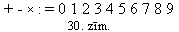 + - × : = 0 1 2 3 4 5 6 7 8 9
30. zīm.